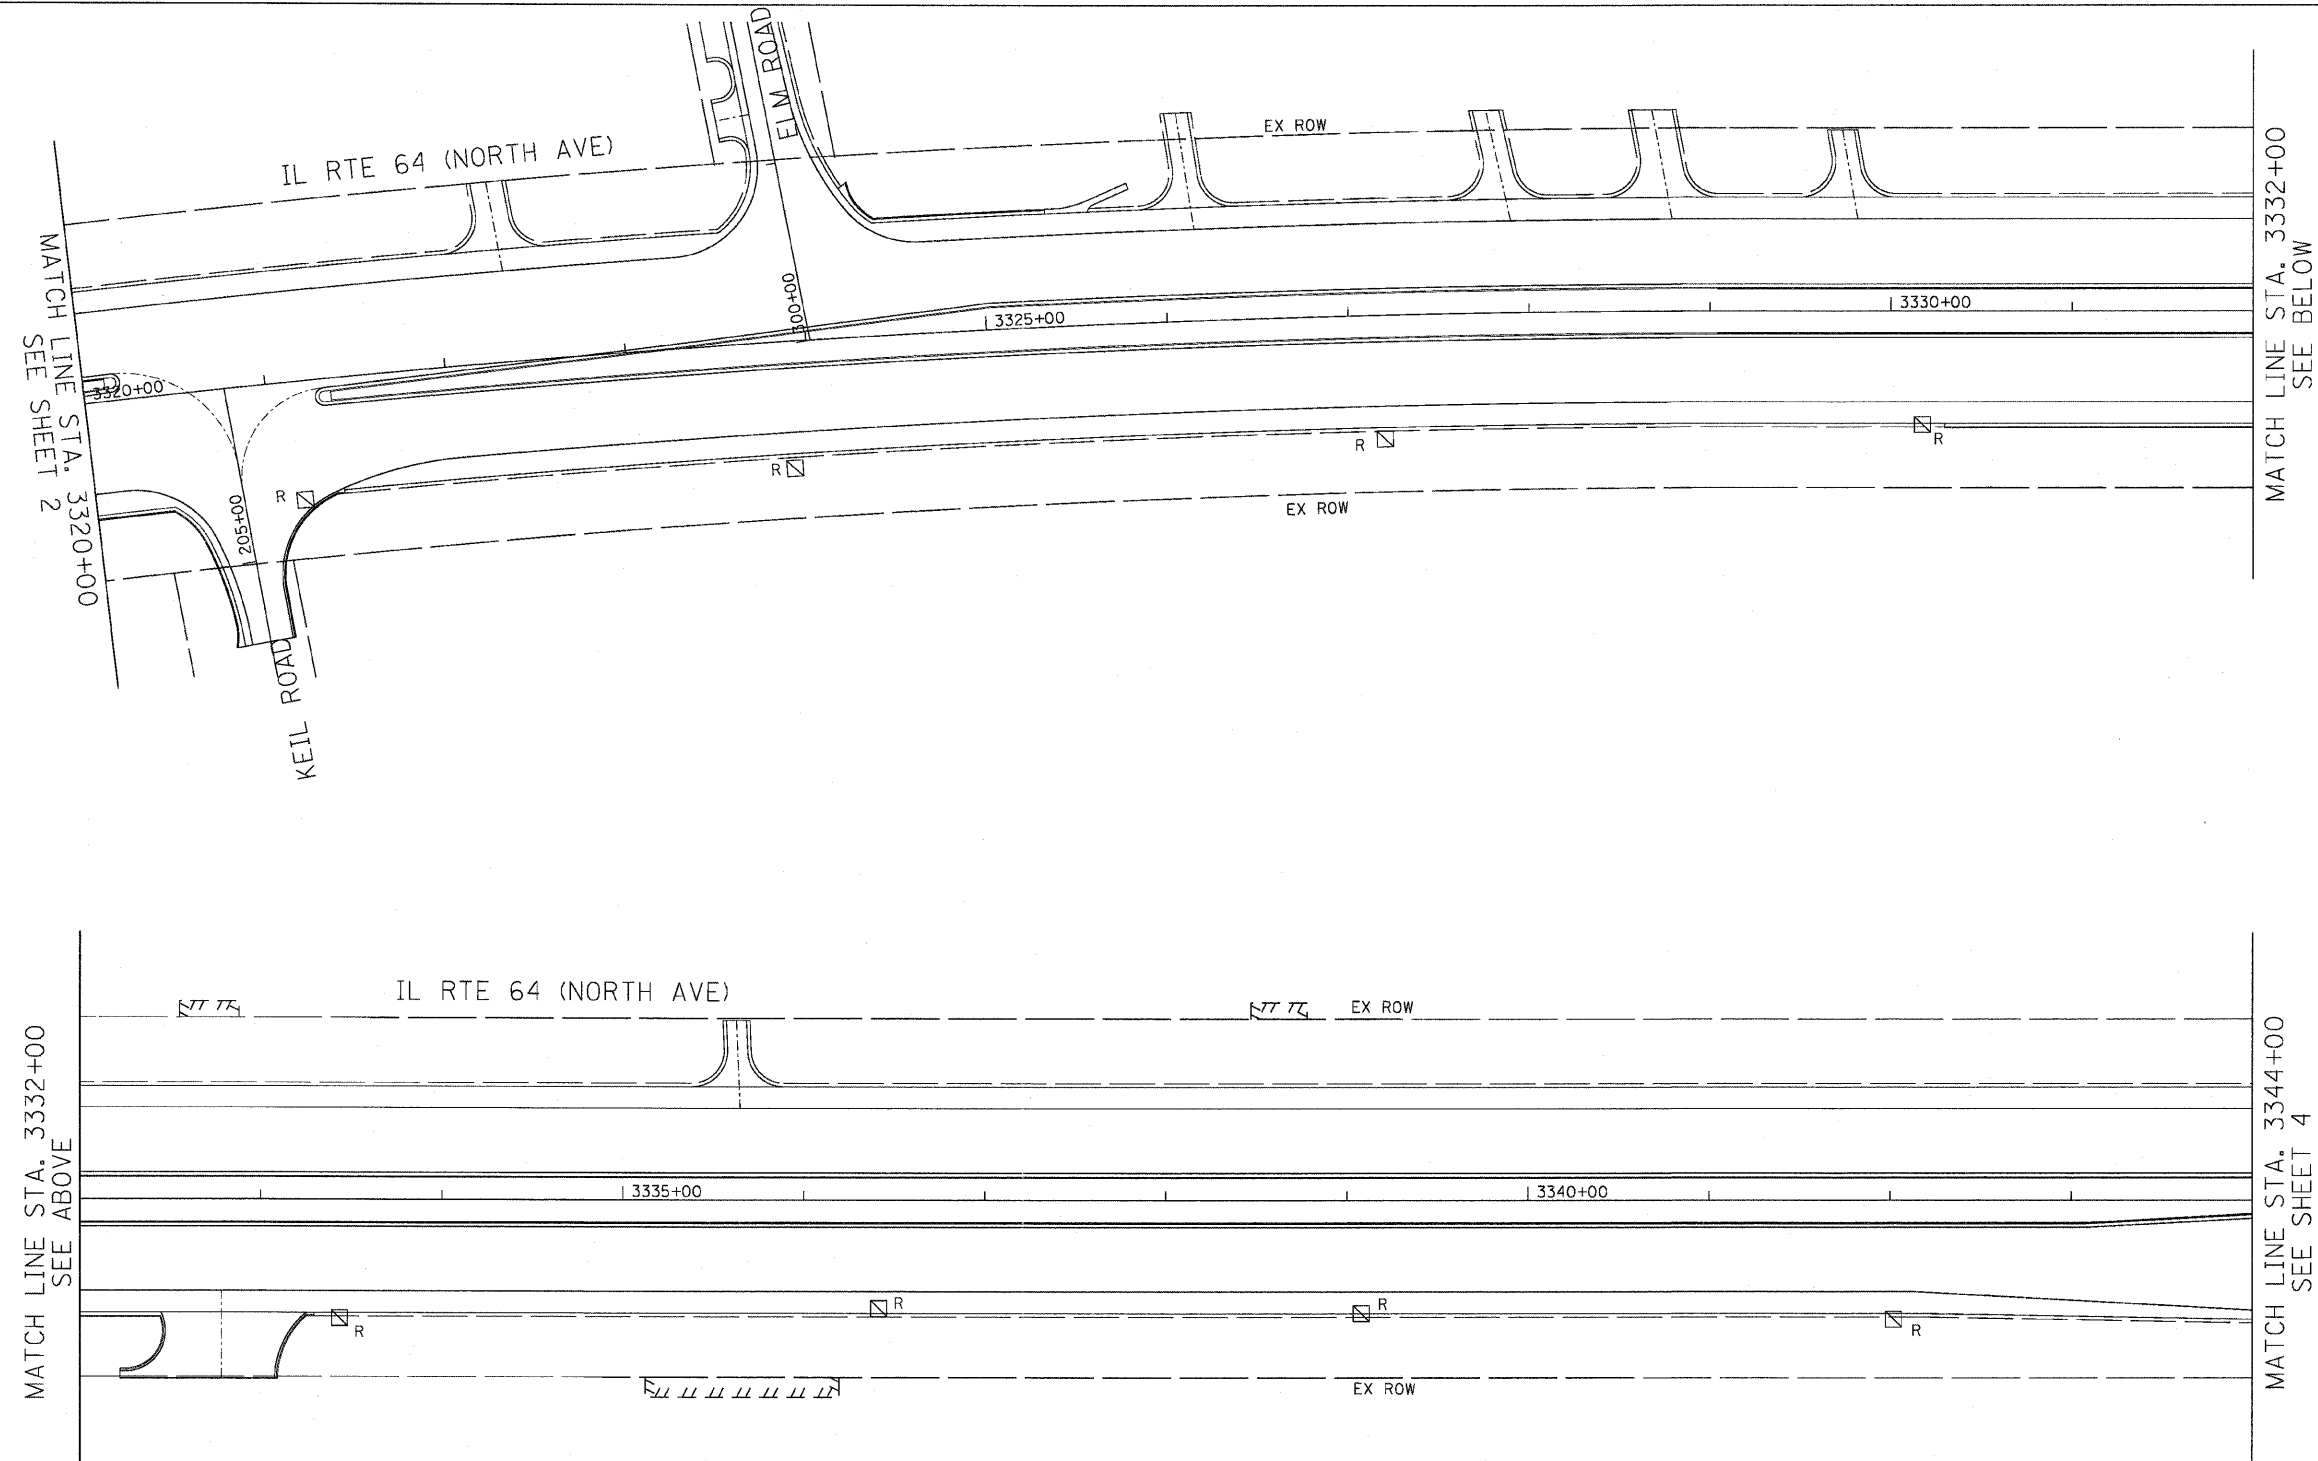 ELM ROAD
IL RTE 64 (NORTH AVE)
EX ROW
MATCH LINE STA. 3320+00
SEE SHEET 2
3320+00
300+00
3325+00
3330+00
MATCH LINE STA. 3332+00
SEE BELOW
R
R
R
R
205+00
EX ROW
KEIL ROAD
MATCH LINE STA. 3332+00
SEE ABOVE
IL RTE 64 (NORTH AVE)
EX ROW
3335+00
3340+00
R
R
R
R
EX ROW
MATCH LINE STA. 3344+00
SEE SHEET 4